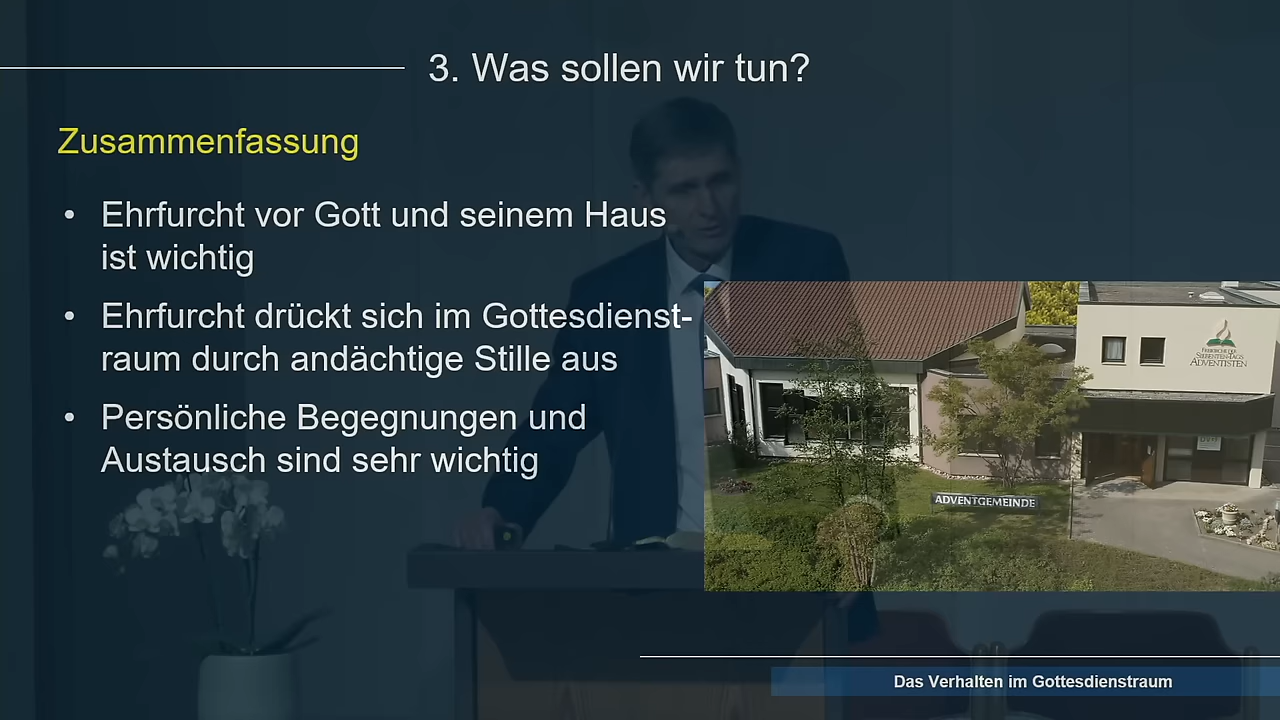 3. Was sollen wir tun?
Zusammenfassung
• Ehrfurcht vor Gott und seinem Haus
ist wichtig
• Ehrfurcht drückt sich im Gottesdienst-
raum durch andächtige Stille aus
• Persönliche Begegnungen und
Austausch sind sehr wichtig
FREIKIRCHE DER
SIEBENTEN-TAGS
ADVENTISTEN
ADVENTGEMEINDE
Das Verhalten im Gottesdienstraum